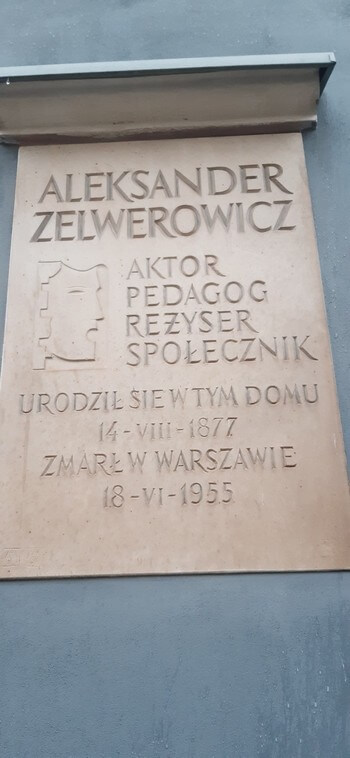 ALEKSANDER
ZELWEROWICZ
AKTOR
PEDAGOG
REŻYSER
SPOŁECZNIK
URODZIŁ SIĘ W TYM DOMU
14-VIII-1877
ZMARŁ W WARSZAWIE
18-VI-1955